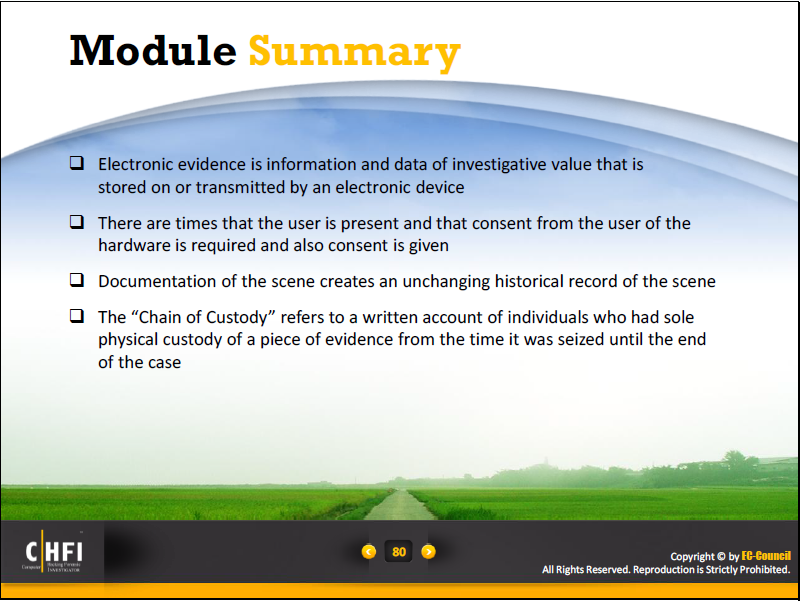 Module Summary
❑ Electronic evidence is information and data of investigative value that is
stored on or transmitted by an electronic device
❑ There are times that the user is present and that consent from the user of the
hardware is required and also consent is given
❑ Documentation of the scene creates an unchanging historical record of the scene
❑ The “Chain of Custody” refers to a written account of individuals who had sole
physical custody of a piece of evidence from the time it was seized until the end
of the case
CHFI
Computer Hacking Forensic
INVESTIGATOR
80
Copyright © by EC-Council
All Rights Reserved. Reproduction is Strictly Prohibited.